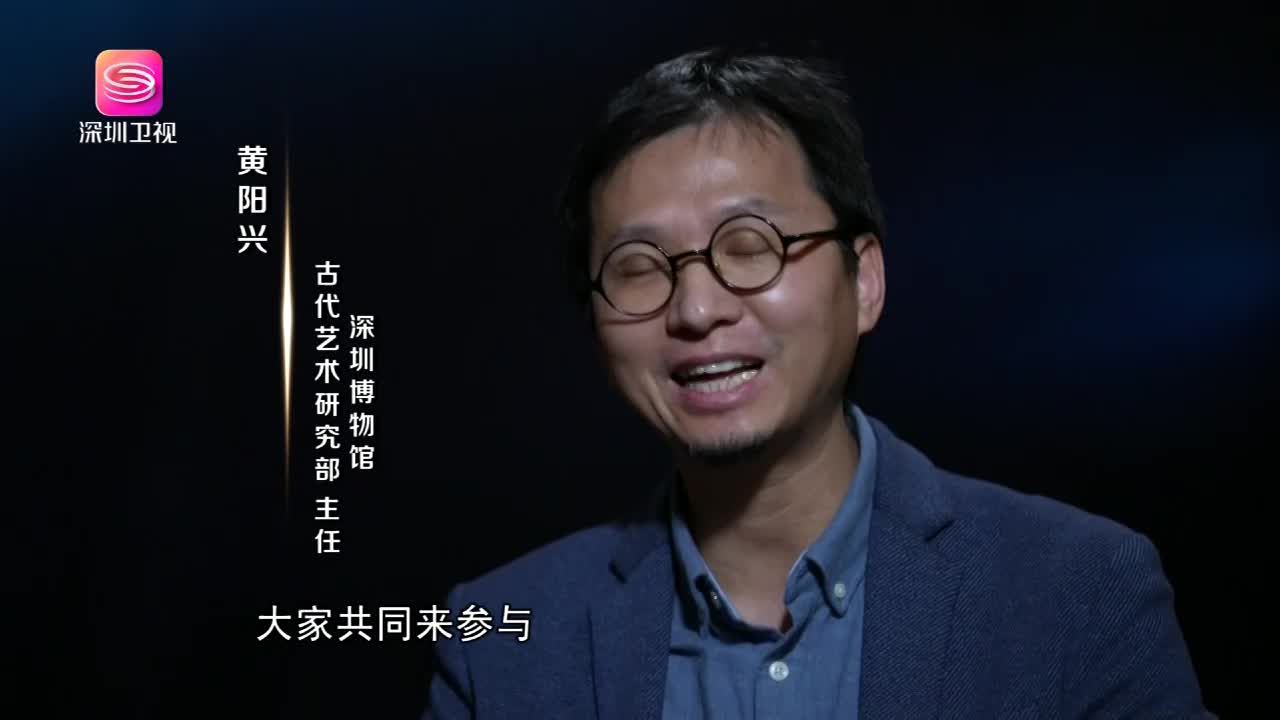 深圳卫视
黄阳兴
深圳博物馆
古代艺术研究部 主任
大家共同来参与